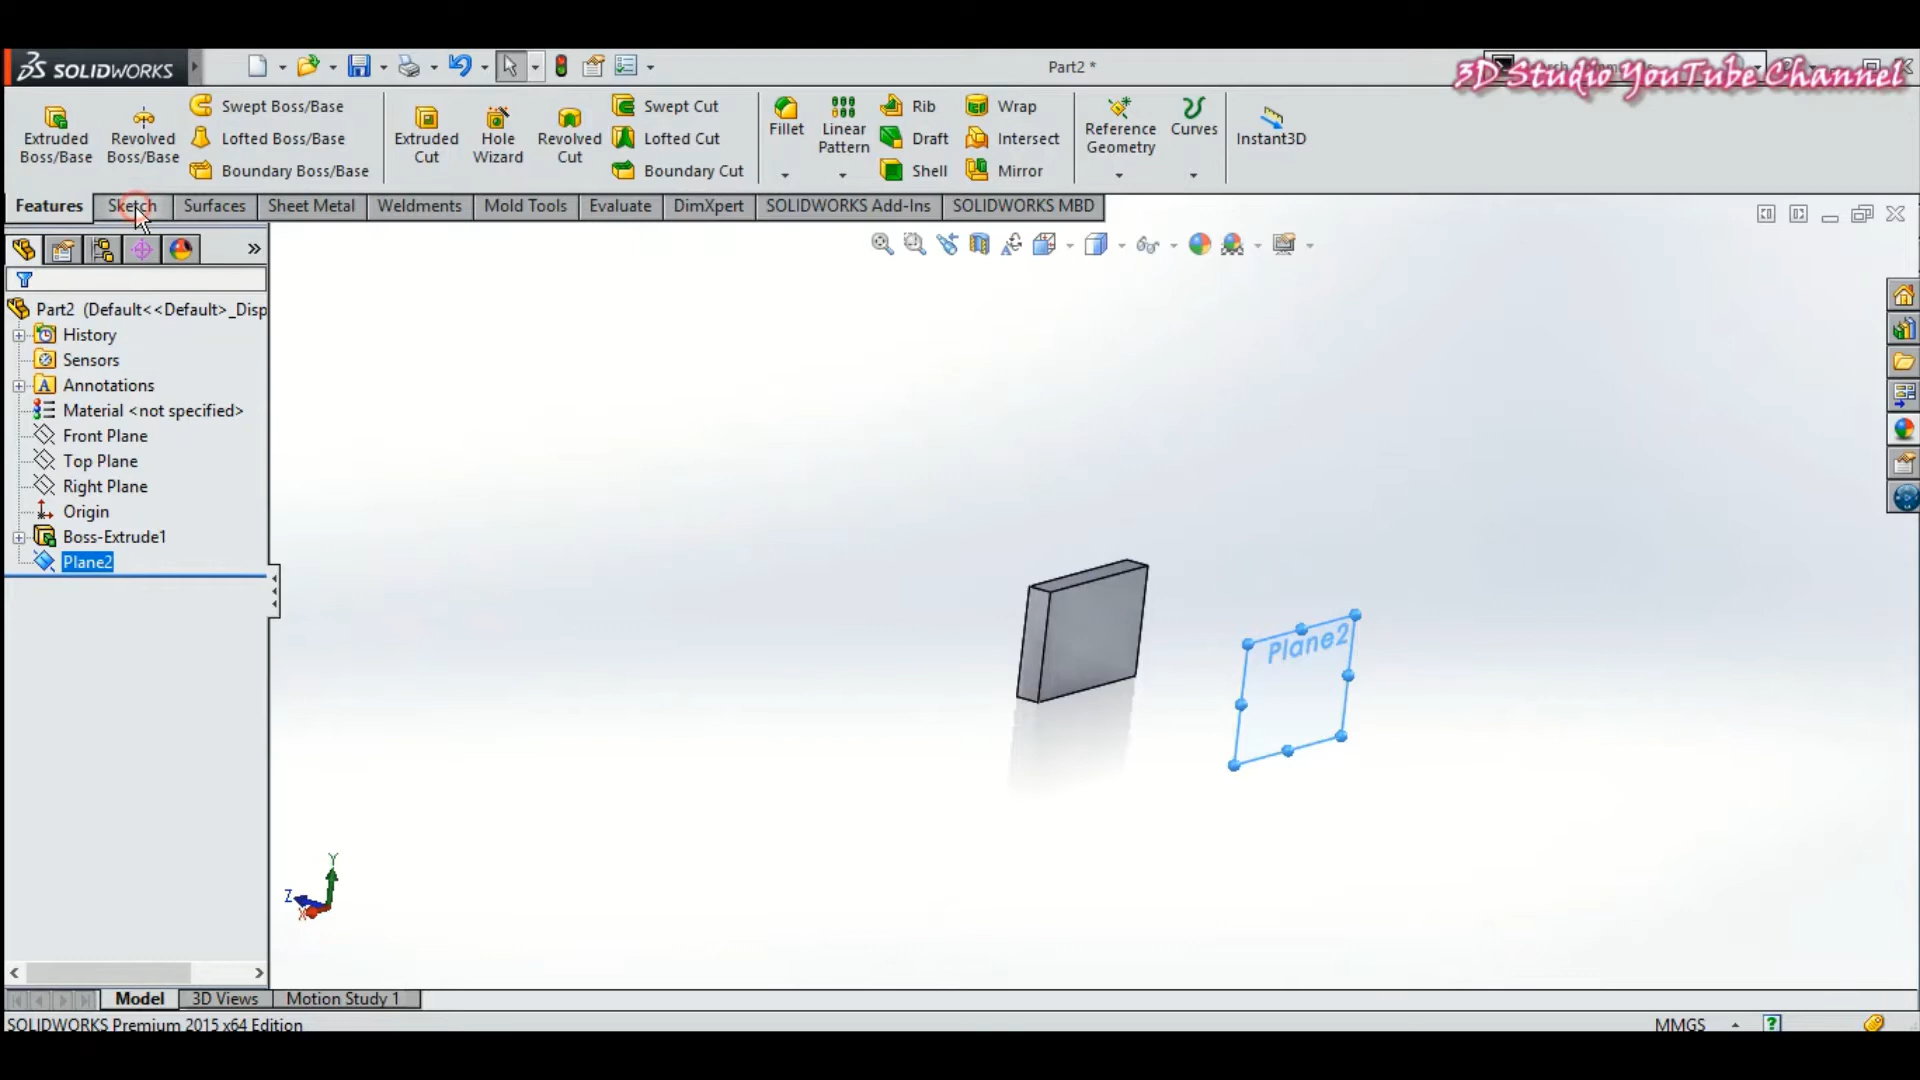 SOLIDWORKS
Part2 *
3D Studio YouTube Channel
Extruded Boss/Base
Revolved Boss/Base
Swept Boss/Base
Lofted Boss/Base
Boundary Boss/Base
Extruded Cut
Hole Wizard
Revolved Cut
Swept Cut
Lofted Cut
Boundary Cut
Fillet
Linear Pattern
Rib
Draft
Shell
Wrap
Intersect
Mirror
Reference Geometry
Curves
Instant3D
Features
Sketch
Surfaces
Sheet Metal
Weldments
Mold Tools
Evaluate
DimXpert
SOLIDWORKS Add-Ins
SOLIDWORKS MBD
Part2 (Default<<Default>_Disp
History
Sensors
Annotations
Material <not specified>
Front Plane
Top Plane
Right Plane
Origin
Boss-Extrude1
Plane2
Plane2
Y
Z
X
Model
3D Views
Motion Study 1
SOLIDWORKS Premium 2015 x64 Edition
MMGS